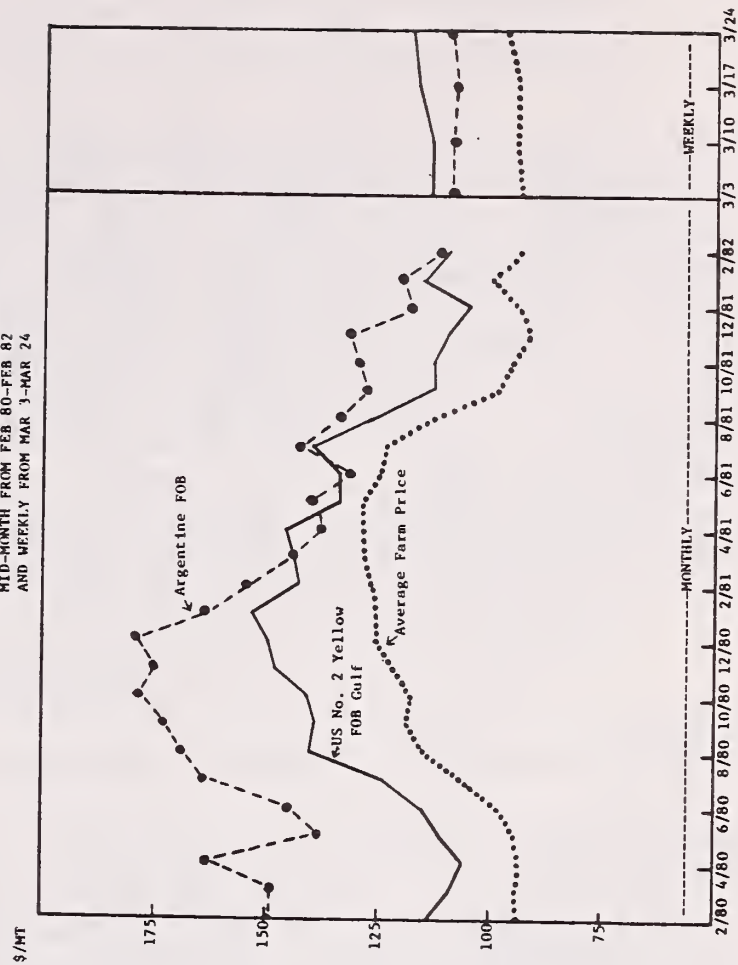 MID-MONTH FROM FEB 80-FEB 82
AND WEEKLY FROM MAR 3-MAR 24
$/MT
175
150
125
100
75
Argentine FOB
US No. 2 Yellow
FOB Gulf
Average Farm Price
MONTHLY
WEEKLY
2/80 4/80 6/80 8/80 10/80 12/80 2/81 4/81 6/81 8/81 10/81 12/81 2/82 3/3 3/10 3/17 3/24